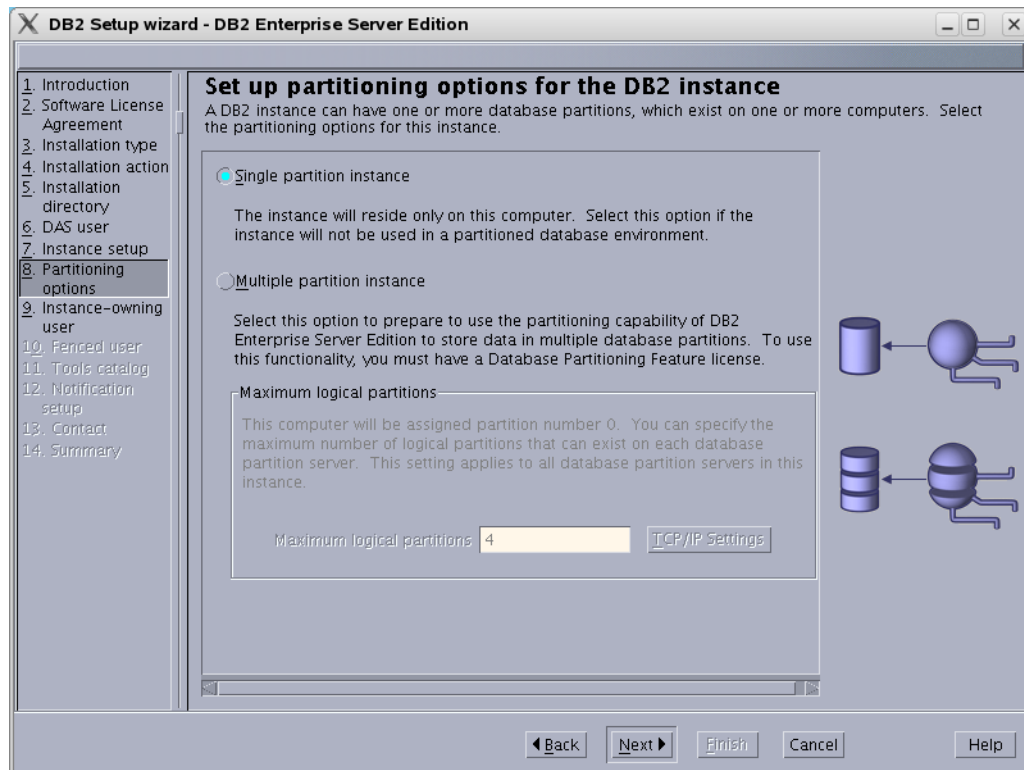 DB2 Setup wizard - DB2 Enterprise Server Edition
1. Introduction
2. Software License
Agreement
3. Installation type
4. Installation action
5. Installation
directory
6. DAS user
7. Instance setup
8. Partitioning
options
9. Instance-owning
user
10. Fenced user
11. Tools catalog
12. Notification
setup
13. Contact
14. Summary
Set up partitioning options for the DB2 instance
A DB2 instance can have one or more database partitions, which exist on one or more computers. Select
the partitioning options for this instance.
Single partition instance
The instance will reside only on this computer. Select this option if the
instance will not be used in a partitioned database environment.
Multiple partition instance
Select this option to prepare to use the partitioning capability of DB2
Enterprise Server Edition to store data in multiple database partitions. To use
this functionality, you must have a Database Partitioning Feature license.
Maximum logical partitions
This computer will be assigned partition number 0. You can specify the
maximum number of logical partitions that can exist on each database
partition server. This setting applies to all database partition servers in this
instance.
Maximum logical partitions 4 TCP/IP Settings
Back Next Finish Cancel Help